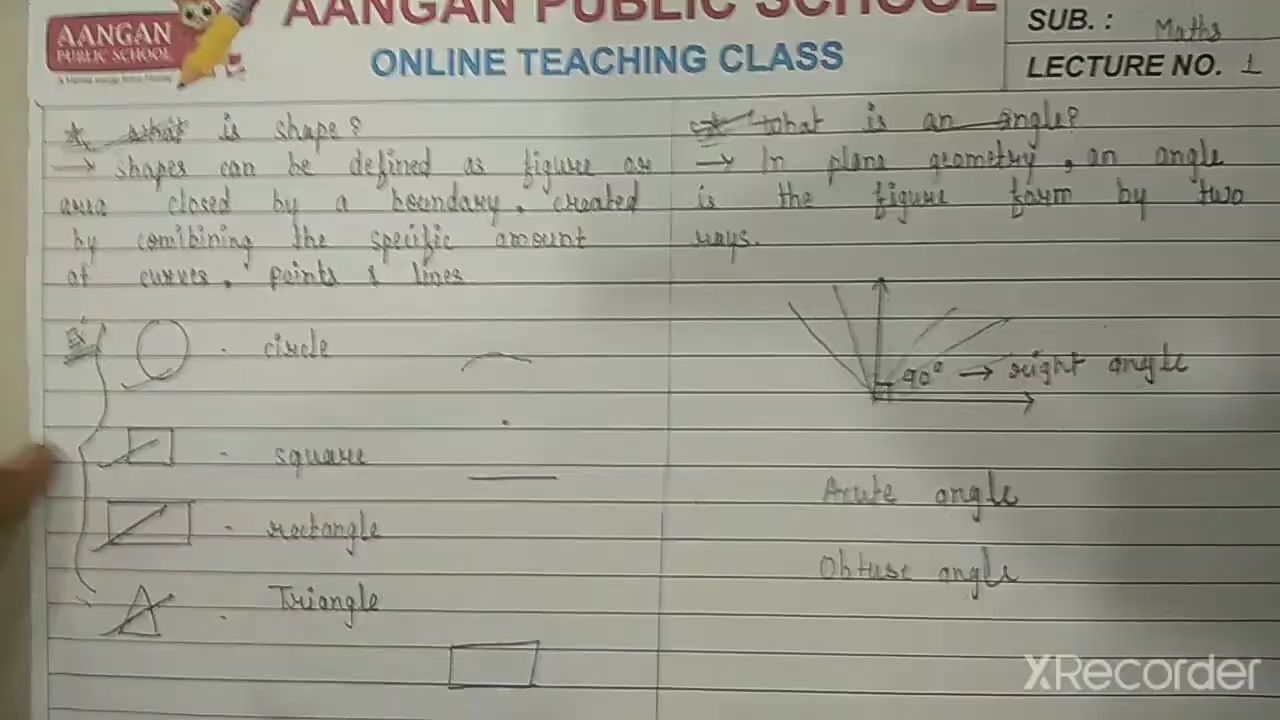 AANGAN PUBLIC SCHOOL
AANGAN
PUBLIC SCHOOL
ONLINE TEACHING CLASS
SUB. : Maths
LECTURE NO. 1
What is shape?
→ shapes can be defined as figure or
area closed by a boundary, created
by comibining the specific amount
of curves, points & lines
Ex
circle
square
rectangle
Triangle
What is an angle?
→ In plane geometry, an angle
is the figure form by two
rays.
90° → right angle
Acute angle
Obtuse angle
XRecorder